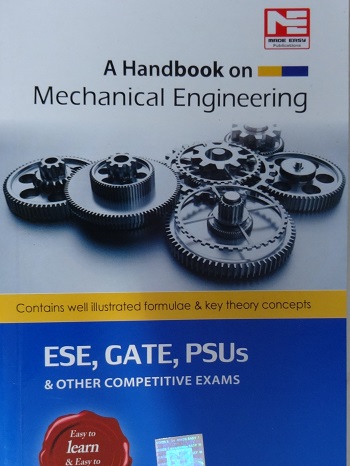 ME
MADE EASY
Publications
A Handbook on
Mechanical Engineering
Contains well illustrated formulae & key theory concepts
ESE, GATE, PSUs
& OTHER COMPETITIVE EXAMS
Easy to
learn
& Easy to